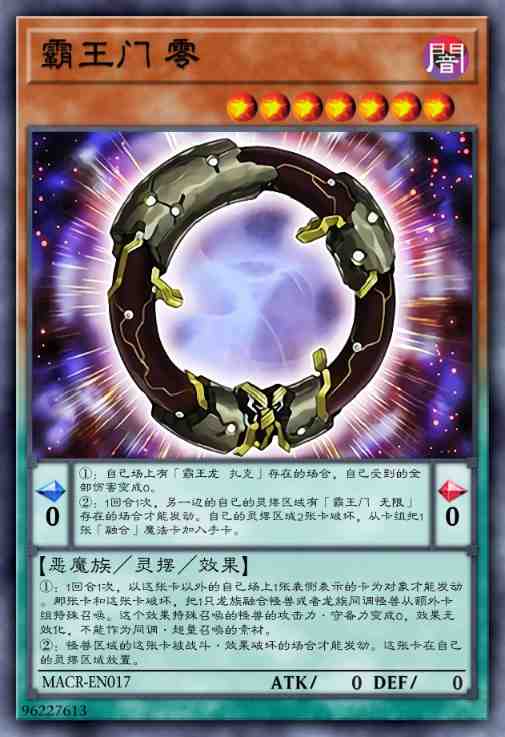 霸王门 零
闇
①：自己场上有「霸王龙 扎克」存在的场合，自己受到的全
部伤害变成0。
②：1回合1次，另一边的自己的灵摆区域有「霸王门 无限」
存在的场合才能发动。自己的灵摆区域2张卡破坏，从卡组把1
张「融合」魔法卡加入手卡。
0
0
【恶魔族／灵摆／效果】
①：1回合1次，以这张卡以外的自己场上1张表侧表示的卡为对象才能发动
。那张卡和这张卡破坏，把1只龙族融合怪兽或者龙族同调怪兽从额外卡
组特殊召唤。这个效果特殊召唤的怪兽的攻击力·守备力变成0，效果无
效化，不能作为同调·超量召唤的素材。
②：怪兽区域的这张卡被战斗·效果破坏的场合才能发动。这张卡在自己
的灵摆区域放置。
MACR-EN017 ATK/ 0 DEF/ 0
96227613